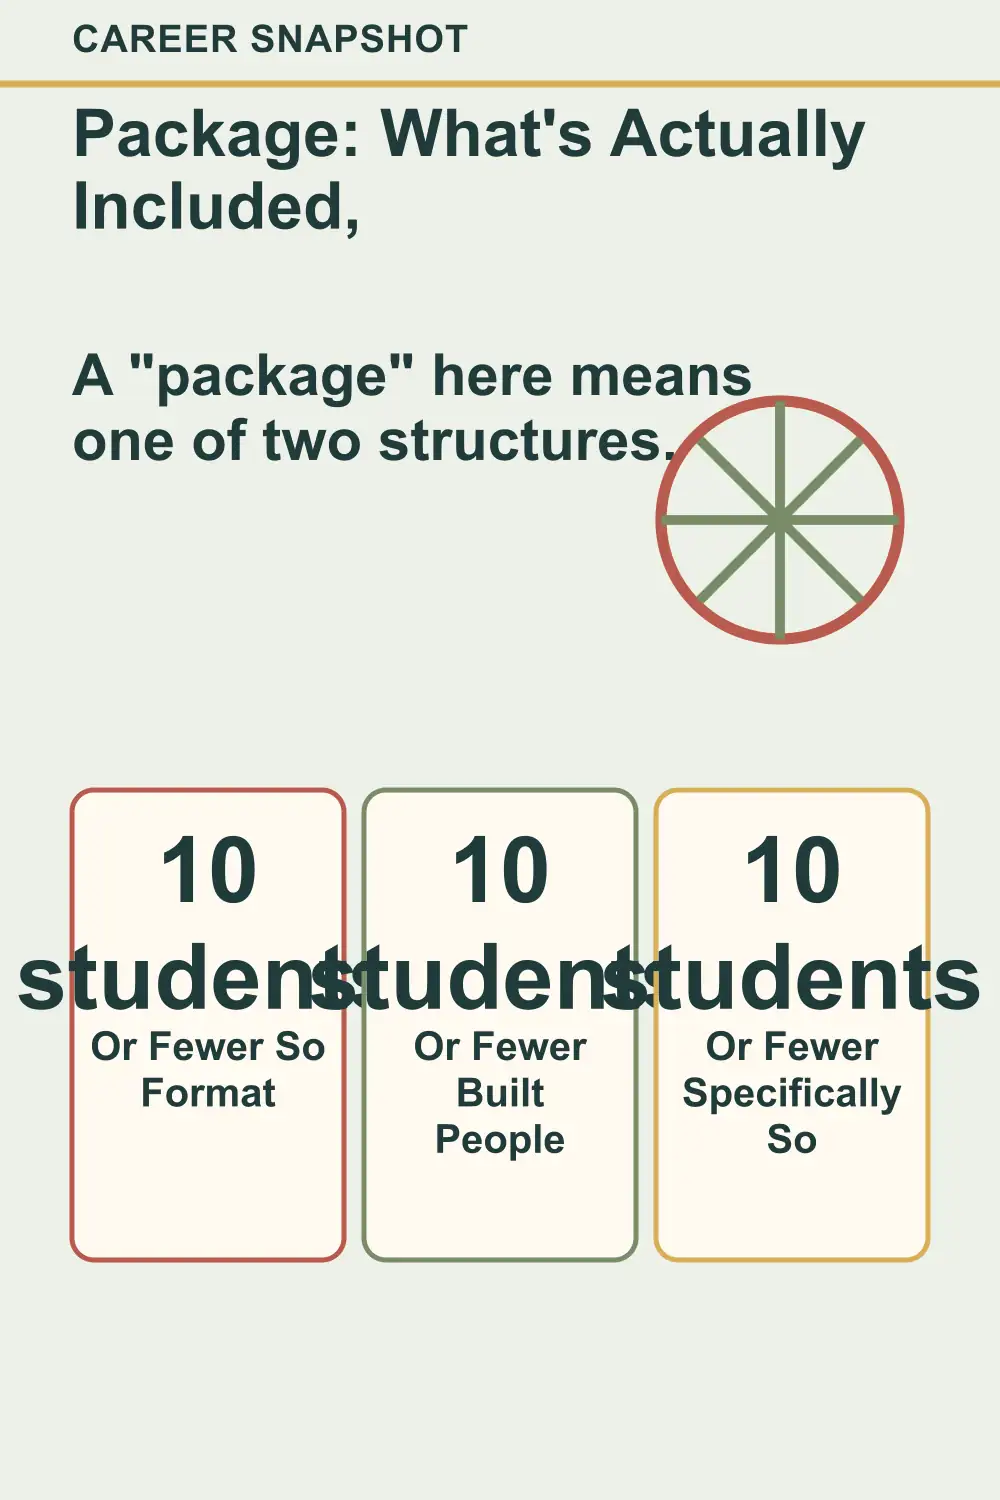 CAREER SNAPSHOT
Package: What's Actually
Included,
A "package" here means
one of two structures.
10
students
Or Fewer So
Format
10
students
Or Fewer
Built
People
10
students
Or Fewer
Specifically
So